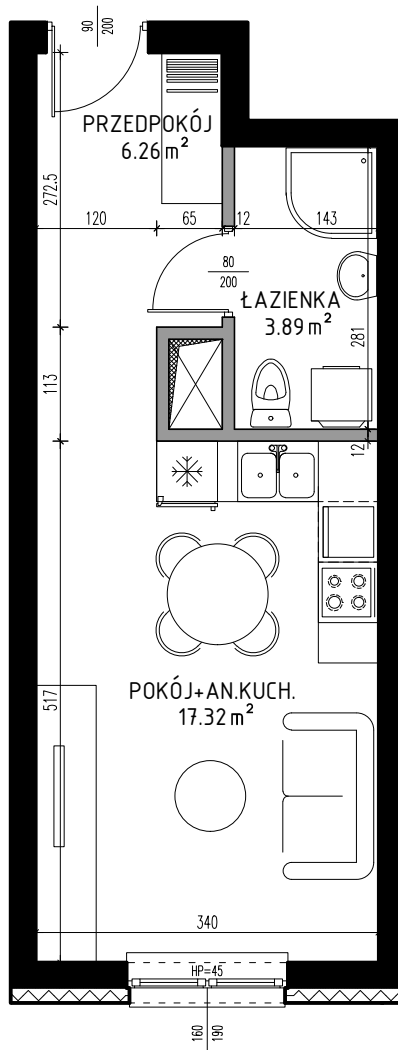 90
200
PRZEDPOKÓJ
6.26 m²
272.5
120
65
12
143
80
200
ŁAZIENKA
3.89 m²
281
113
12
POKÓJ+AN.KUCH.
17.32 m²
517
340
HP=45
160
190